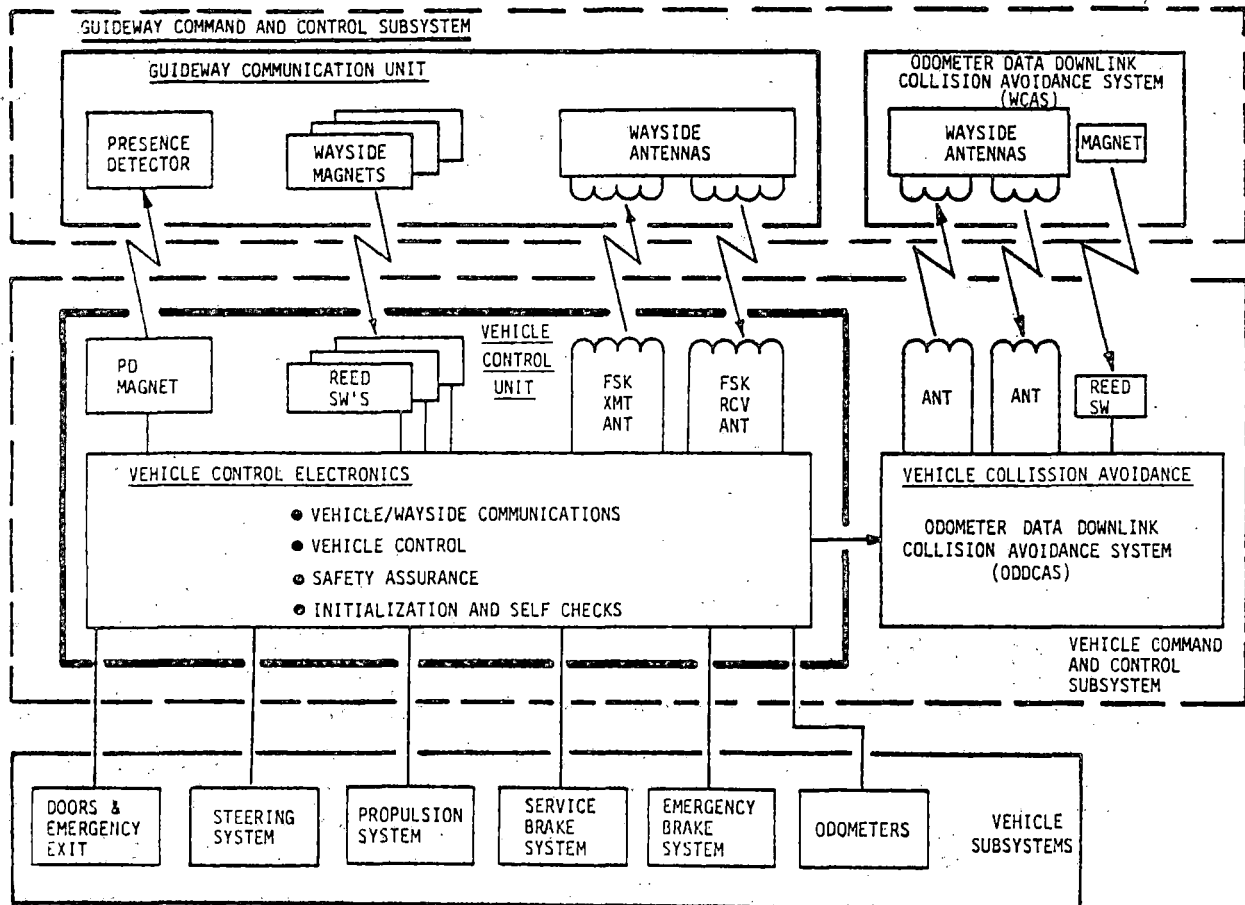 GUIDEWAY COMMAND AND CONTROL SUBSYSTEM
GUIDEWAY COMMUNICATION UNIT
PRESENCE
DETECTOR
WAYSIDE
MAGNETS
WAYSIDE
ANTENNAS
ODOMETER DATA DOWNLINK
COLLISION AVOIDANCE SYSTEM
(WCAS)
WAYSIDE
ANTENNAS
MAGNET
PD
MAGNET
REED
SW'S
VEHICLE
CONTROL
UNIT
FSK
XMT
ANT
FSK
RCV
ANT
ANT
ANT
REED
SW
VEHICLE CONTROL ELECTRONICS
● VEHICLE/WAYSIDE COMMUNICATIONS
● VEHICLE CONTROL
● SAFETY ASSURANCE
● INITIALIZATION AND SELF CHECKS
VEHICLE COLLISSION AVOIDANCE
ODOMETER DATA DOWNLINK
COLLISION AVOIDANCE SYSTEM
(ODDCAS)
VEHICLE COMMAND
AND CONTROL
SUBSYSTEM
DOORS &
EMERGENCY
EXIT
STEERING
SYSTEM
PROPULSION
SYSTEM
SERVICE
BRAKE
SYSTEM
EMERGENCY
BRAKE
SYSTEM
ODOMETERS
VEHICLE
SUBSYSTEMS